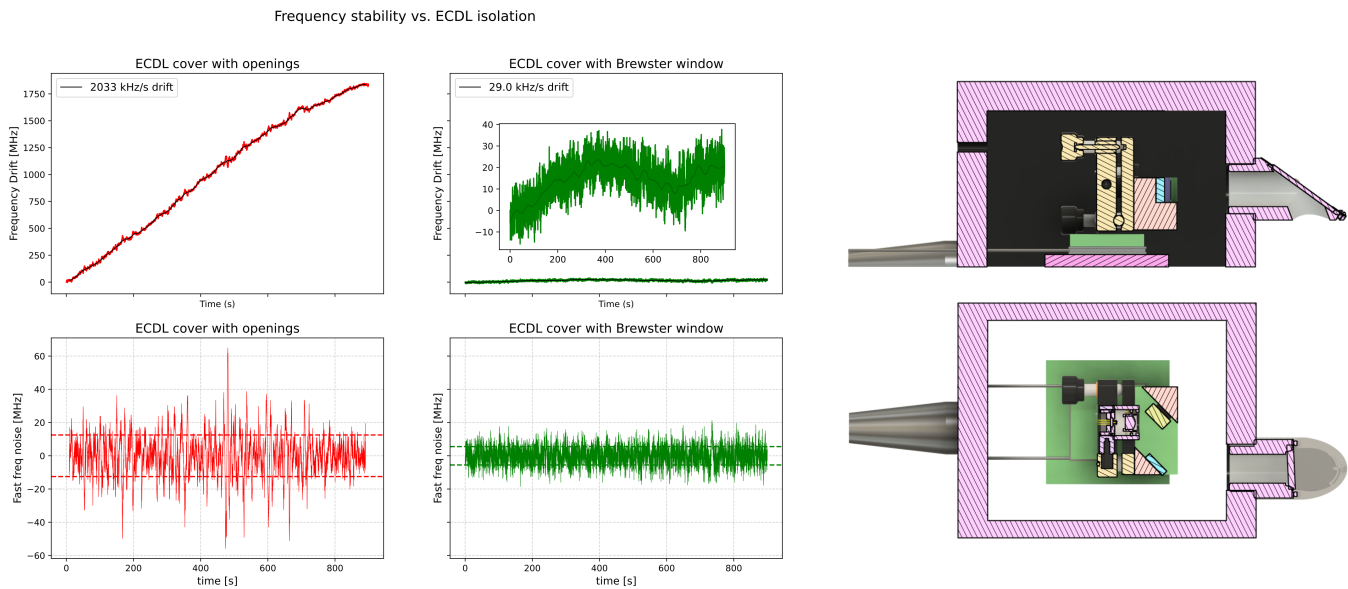 Frequency stability vs. ECDL isolation
ECDL cover with openings
2033 kHz/s drift
Frequency Drift [MHz]
1750
1500
1250
1000
750
500
250
0
Time (s)
ECDL cover with Brewster window
29.0 kHz/s drift
Frequency Drift [MHz]
40
30
20
10
0
−10
0 200 400 600 800
Time (s)
ECDL cover with openings
Fast freq noise [MHz]
60
40
20
0
−20
−40
−60
0 200 400 600 800
time [s]
ECDL cover with Brewster window
Fast freq noise [MHz]
0 200 400 600 800
time [s]